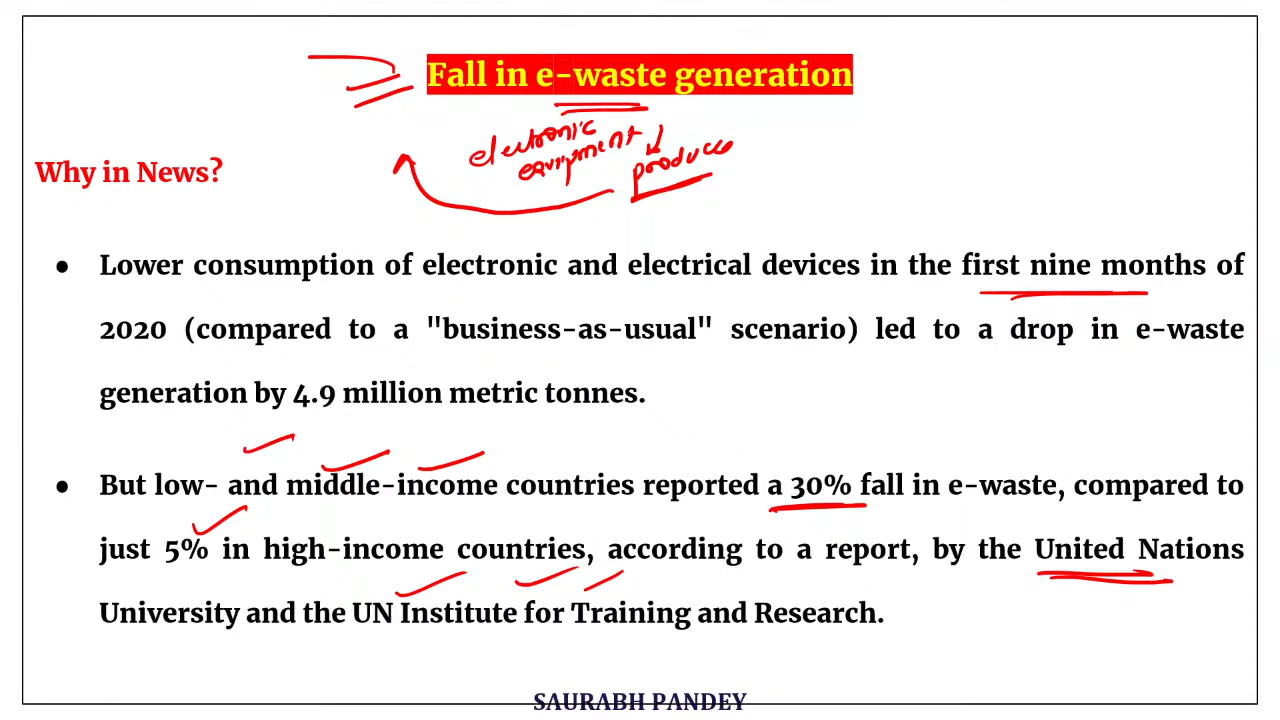 Fall in e-waste generation
electronic
equipment
produce
Why in News?
● Lower consumption of electronic and electrical devices in the first nine months of
2020 (compared to a "business-as-usual" scenario) led to a drop in e-waste
generation by 4.9 million metric tonnes.
● But low- and middle-income countries reported a 30% fall in e-waste, compared to
just 5% in high-income countries, according to a report, by the United Nations
University and the UN Institute for Training and Research.
SAURABH PANDEY